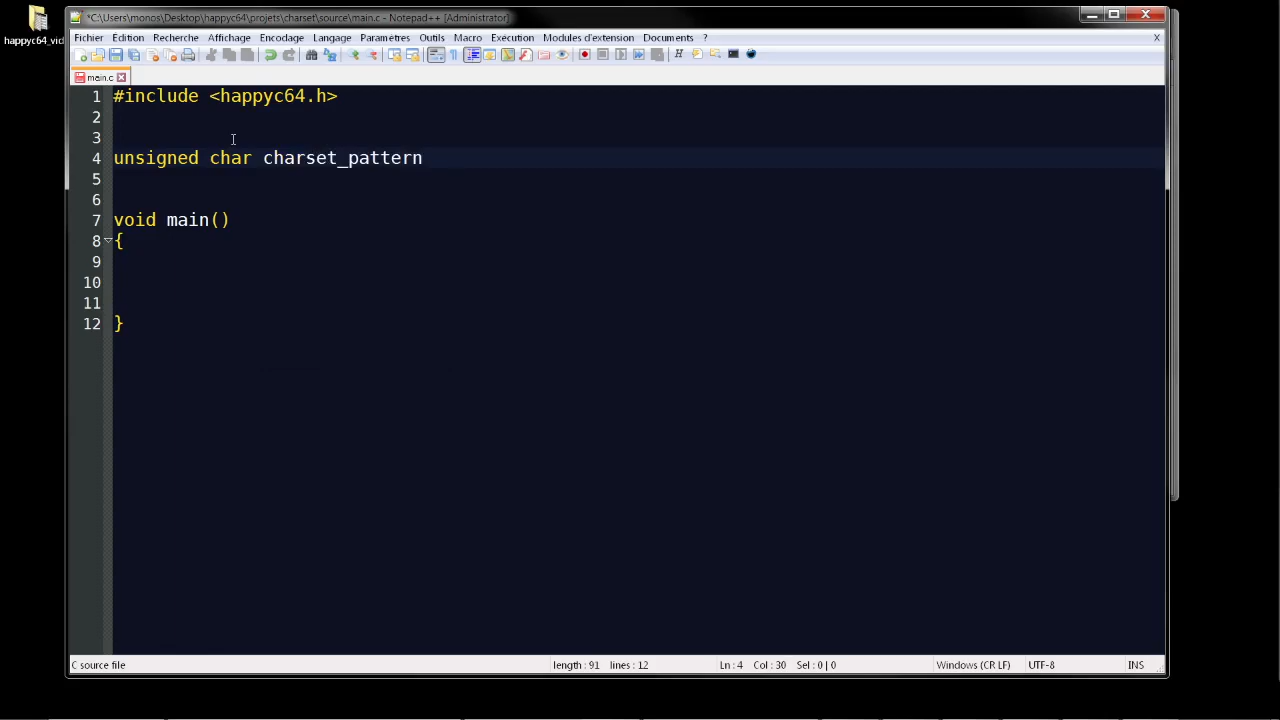 happyc64_vid
*C:\Users\monos\Desktop\happyc64\projets\charset\source\main.c - Notepad++ [Administrator]
Fichier Édition Recherche Affichage Encodage Langage Paramètres Outils Macro Exécution Modules d'extension Documents ? X
main.c
1 #include <happyc64.h>
2
3
4 unsigned char charset_pattern
5
6
7 void main()
8 {
9
10
11
12 }
C source file length : 91 lines : 12 Ln : 4 Col : 30 Sel : 0 | 0 Windows (CR LF) UTF-8 INS